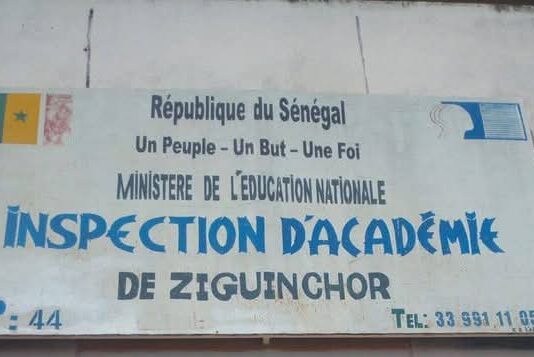 République du Sénégal
Un Peuple - Un But - Une Foi
MINISTERE DE L'EDUCATION NATIONALE
INSPECTION D'ACADÉMIE
DE ZIGUINCHOR
: 44
TEL: 33 991 11 05